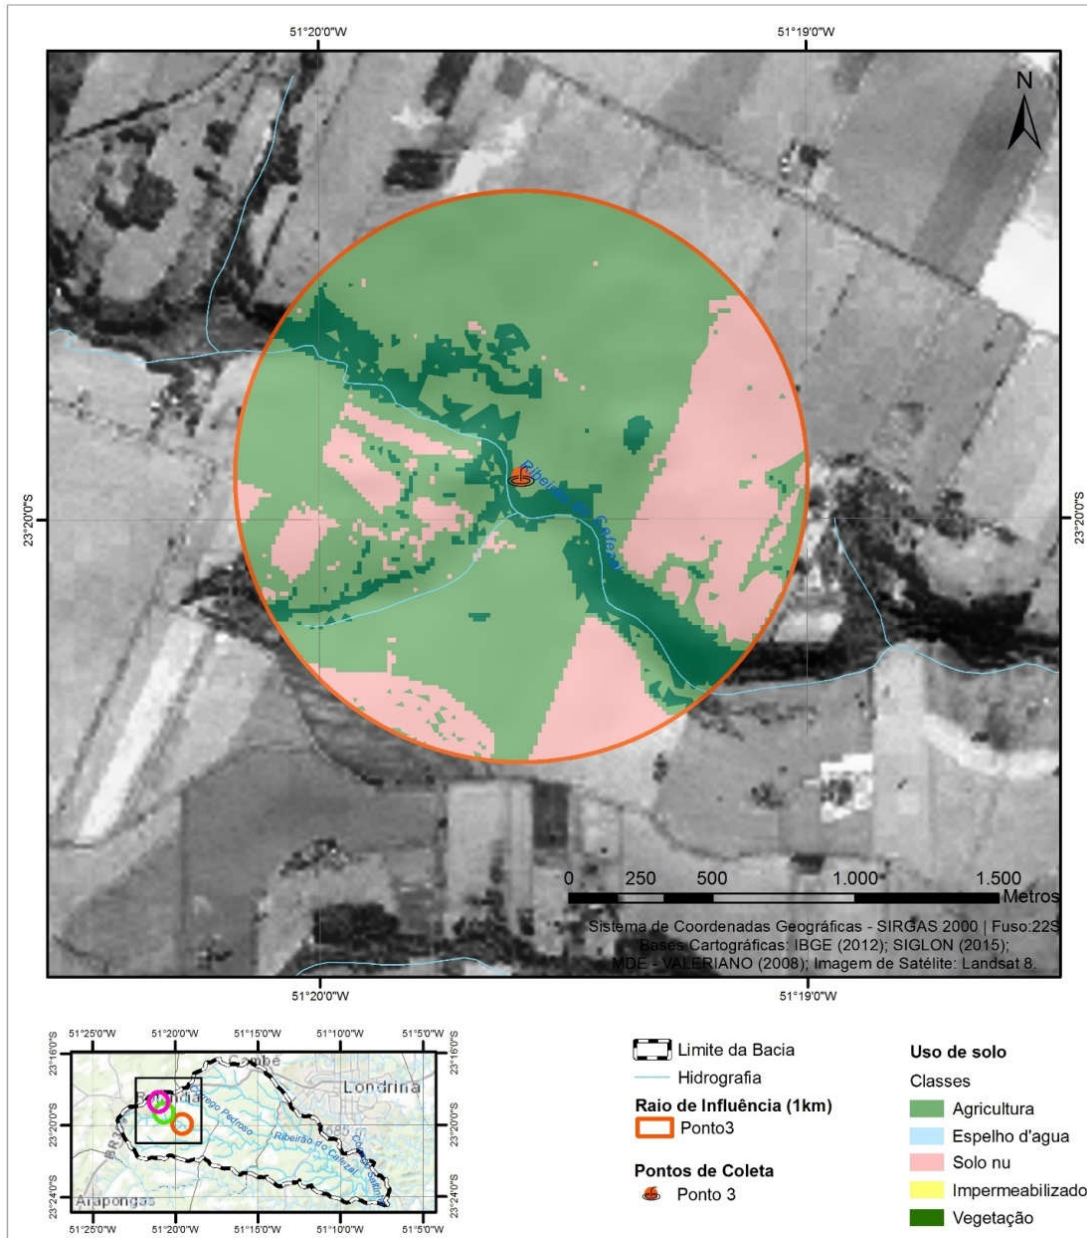 51°20'0"W
51°19'0"W
N
23°20'0"S
23°20'0"S
Ribeirão do Cafezal
0 250 500 1.000 1.500
Metros
Sistema de Coordenadas Geográficas - SIRGAS 2000 | Fuso:22S
Bases Cartográficas: IBGE (2012); SIGLON (2015);
MDE - VALERIANO (2008); Imagem de Satélite: Landsat 8.
51°20'0"W
51°19'0"W
51°25'0"W 51°20'0"W 51°15'0"W 51°10'0"W 51°5'0"W
23°16'0"S
23°16'0"S
Cambé
Londrina
Córrego Pedroso
23°20'0"S
23°20'0"S
Ribeirão do Cafezal
Arapongas
23°24'0"S
23°24'0"S
51°25'0"W 51°20'0"W 51°15'0"W 51°10'0"W 51°5'0"W
Limite da Bacia
Hidrografia
Raio de Influência (1km)
Ponto3
Pontos de Coleta
Ponto 3
Uso de solo
Classes
Agricultura
Espelho d'agua
Solo nu
Impermeabilizado
Vegetação